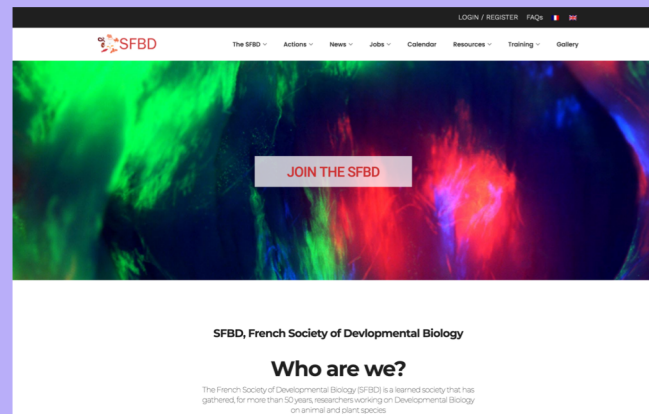 LOGIN / REGISTER FAQs
SFBD
The SFBD Actions News Jobs Calendar Resources Training Gallery
JOIN THE SFBD
SFBD, French Society of Devlopmental Biology
Who are we?
The French Society of Developmental Biology (SFBD) is a learned society that has
gathered, for more than 50 years, researchers working on Developmental Biology
on animal and plant species